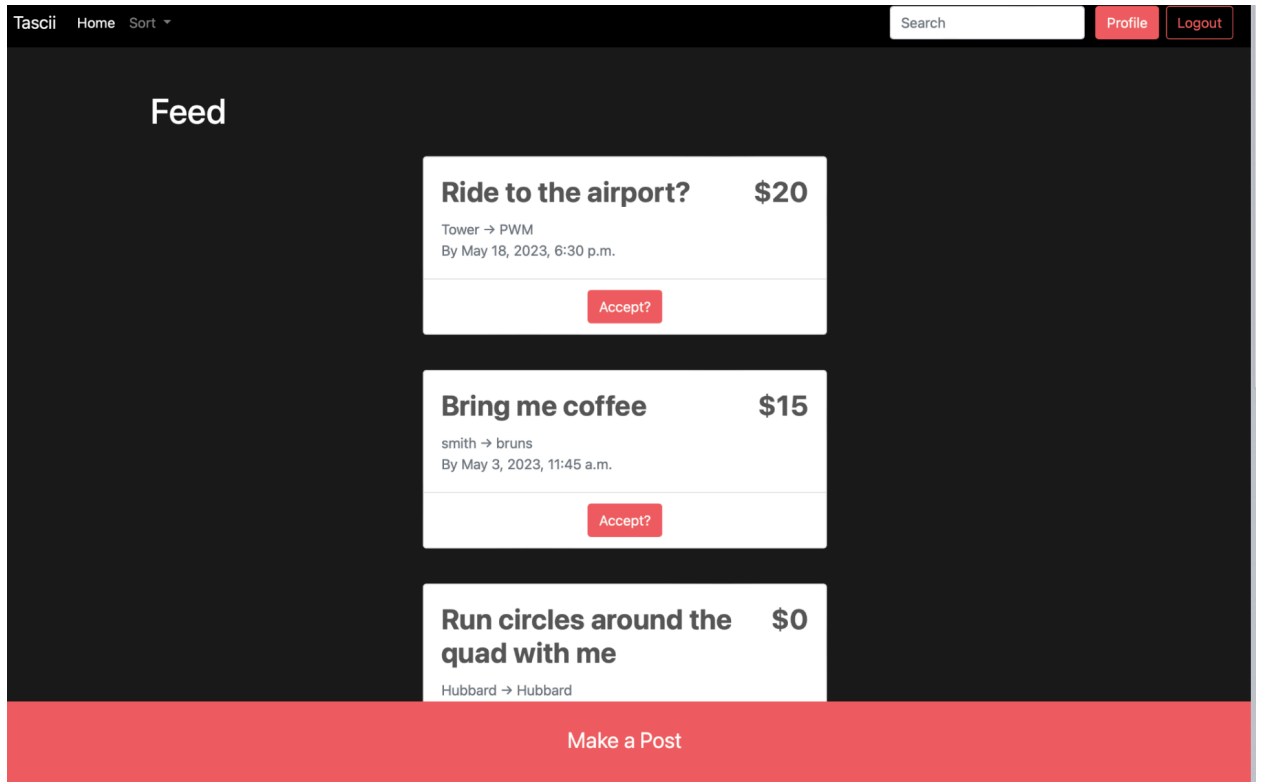 Tascii Home Sort Search Profile Logout
Feed
Ride to the airport? $20
Tower → PWM
By May 18, 2023, 6:30 p.m.
Accept?
Bring me coffee $15
smith → bruns
By May 3, 2023, 11:45 a.m.
Accept?
Run circles around the $0
quad with me
Hubbard → Hubbard
Make a Post